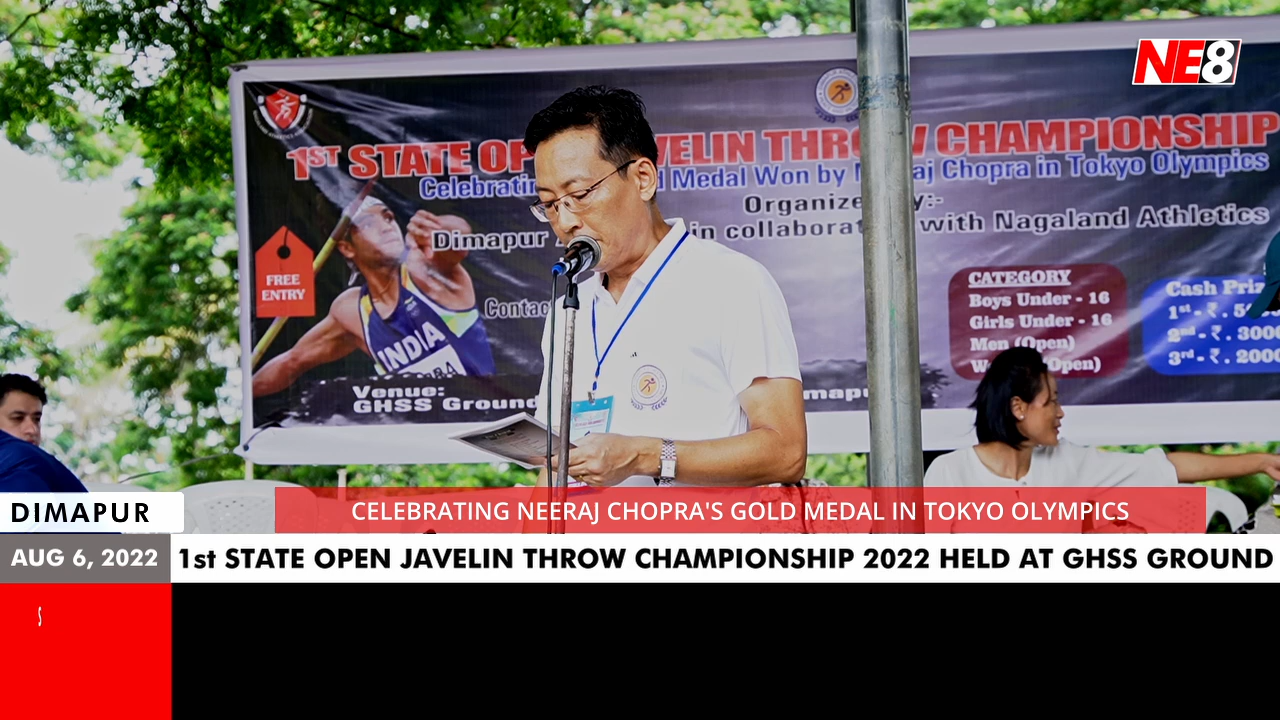 NE8
1ST STATE OP VELIN THR W CHAMPIONSHIP
Celebratin d Medal Won by N raj Chopra in Tokyo Olympics
Organize y:-
Dimapur A in collaborat with Nagaland Athletics
FREE
ENTRY
Contac
INDIA
CATEGORY
Boys Under - 16
Girls Under - 16
Men (Open)
W Open)
Cash Priz
1st - ₹. 5
2nd - ₹. 3000
3rd - ₹. 2000
Venue:
GHSS Ground
imapu
DIMAPUR
CELEBRATING NEERAJ CHOPRA'S GOLD MEDAL IN TOKYO OLYMPICS
AUG 6, 2022
1st STATE OPEN JAVELIN THROW CHAMPIONSHIP 2022 HELD AT GHSS GROUND
S